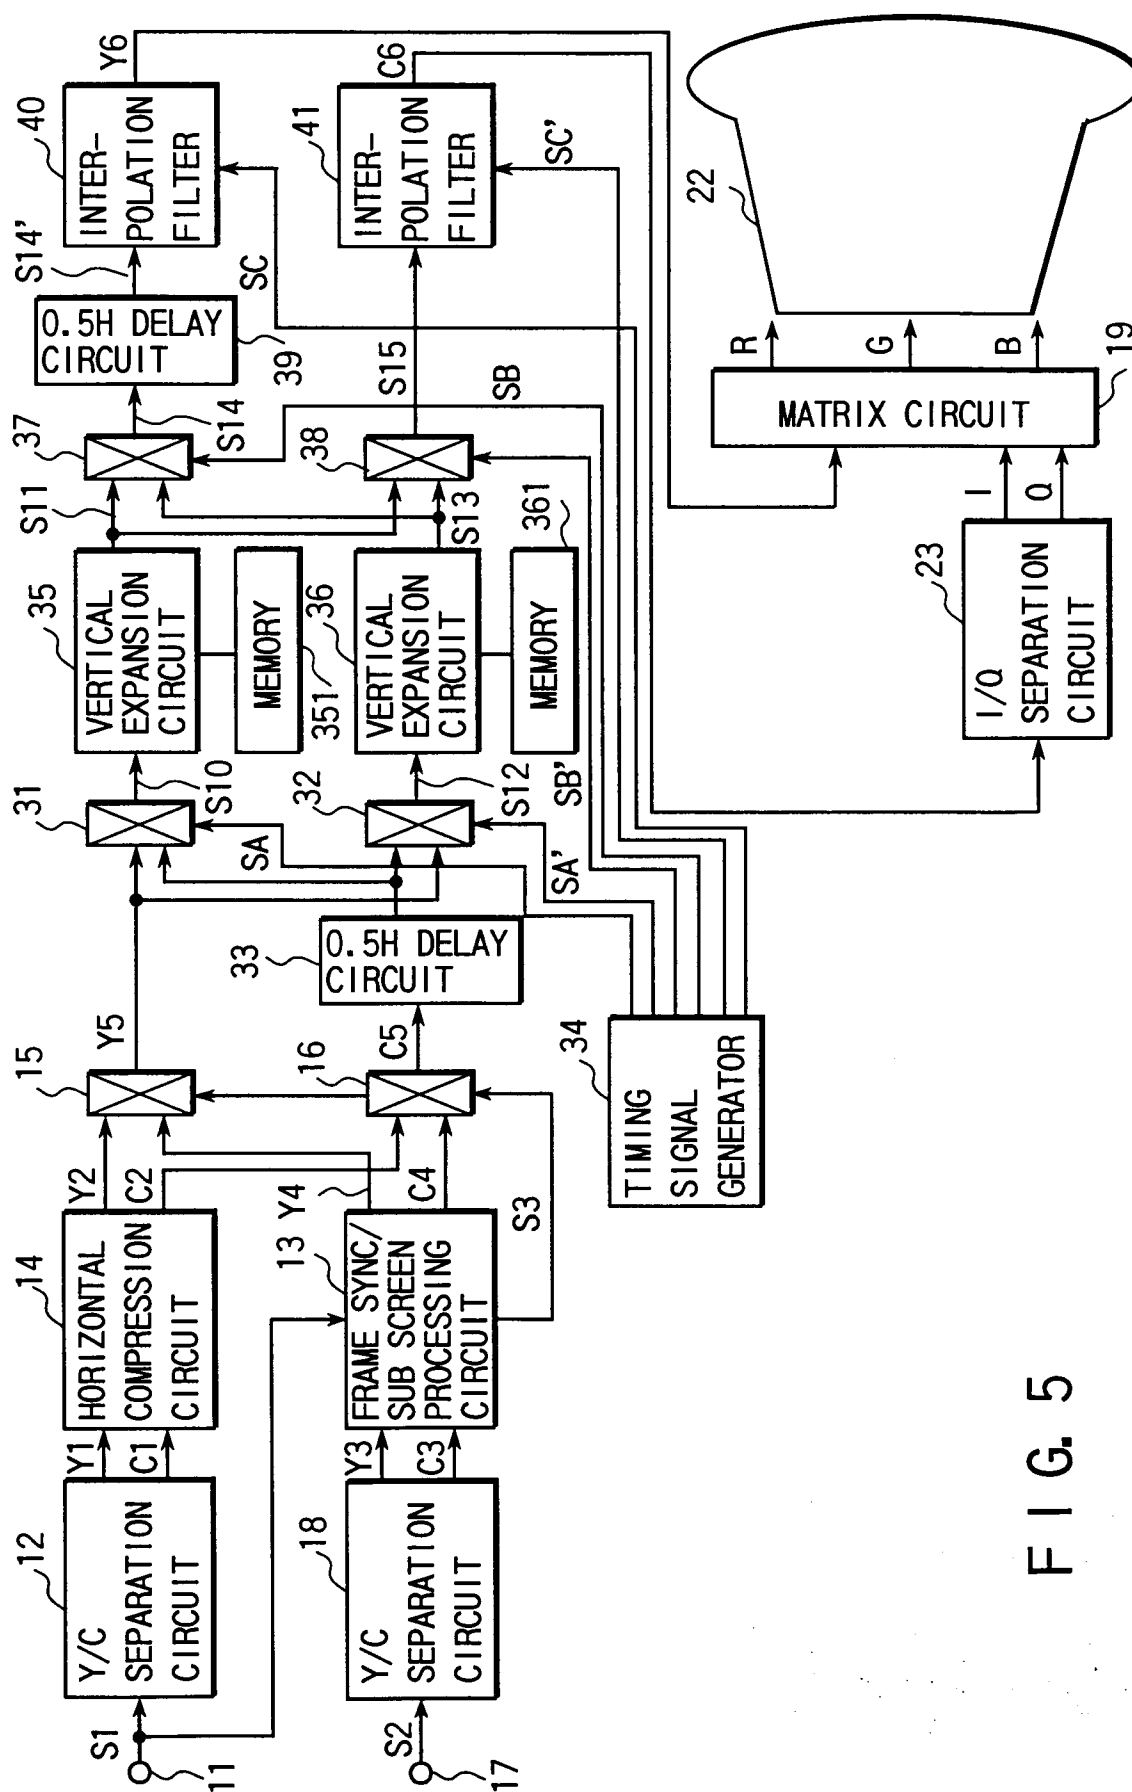 11
S1
12
Y/C
SEPARATION
CIRCUIT
Y1
C1
14
HORIZONTAL
COMPRESSION
CIRCUIT
Y2
C2
15
Y5
31
SA
S10
35
VERTICAL
EXPANSION
CIRCUIT
MEMORY
351
S11
37
S14
0.5H DELAY
CIRCUIT
39
S14'
40
INTER-
POLATION
FILTER
SC
Y6
17
S2
18
Y/C
SEPARATION
CIRCUIT
Y3
C3
13
FRAME SYNC/
SUB SCREEN
PROCESSING
CIRCUIT
Y4
C4
S3
16
C5
33
0.5H DELAY
CIRCUIT
32
SA'
S12
36
VERTICAL
EXPANSION
CIRCUIT
MEMORY
361
S13
38
SB
SB'
S15
41
INTER-
POLATION
FILTER
SC'
C6
34
TIMING
SIGNAL
GENERATOR
23
I/Q
SEPARATION
CIRCUIT
I
Q
MATRIX CIRCUIT
19
R
G
B
22
FIG. 5